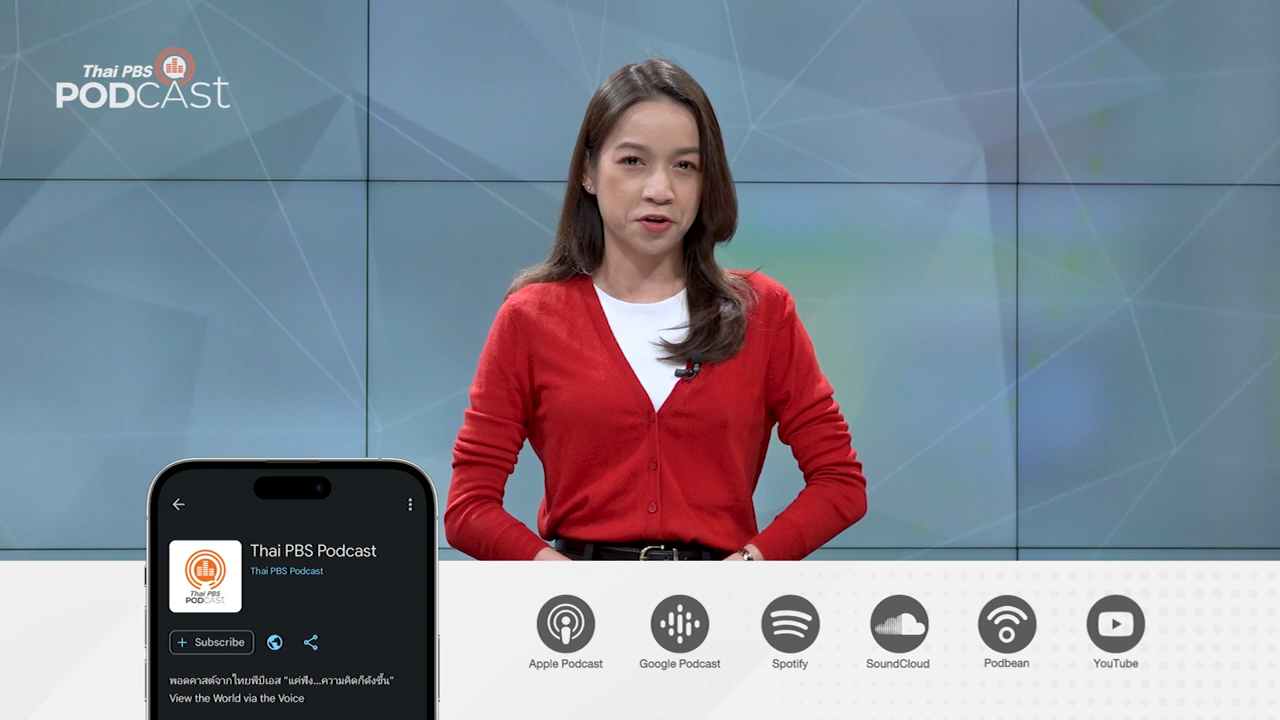 Thai PBS
PODCAST
Thai PBS Podcast
Thai PBS Podcast
Thai PBS
PODCAST
+ Subscribe
พอดคาสต์จากไทยพีบีเอส "แค่ฟัง...ความคิดก็ดังขึ้น"
View the World via the Voice
Apple Podcast
Google Podcast
Spotify
SoundCloud
Podbean
YouTube